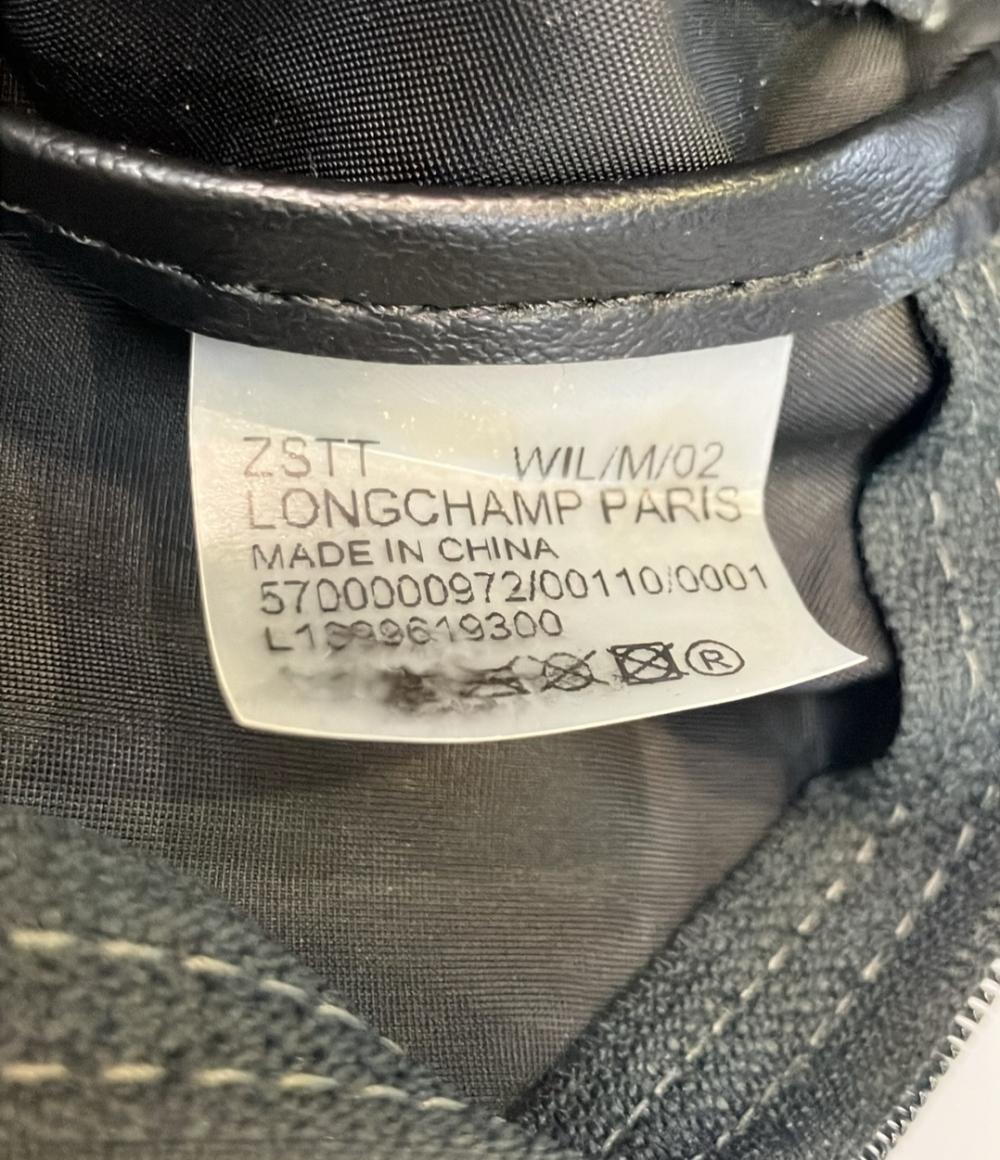 ZSTT WIL/M/02
LONGCHAMP PARIS
MADE IN CHINA
5700000972/00110/0001
®